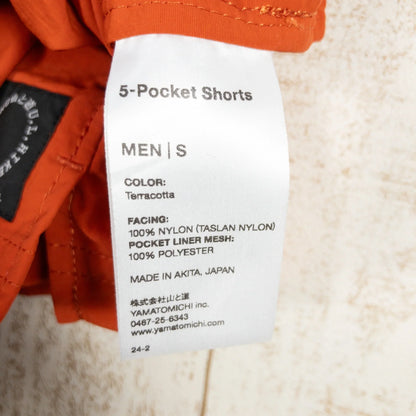 5-Pocket Shorts
MEN | S
COLOR:
Terracotta
FACING:
100% NYLON (TASLAN NYLON)
POCKET LINER MESH:
100% POLYESTER
MADE IN AKITA, JAPAN
株式会社山と道
YAMATOMICHI inc.
0467-25-6343
www.yamatomichi.com
24-2